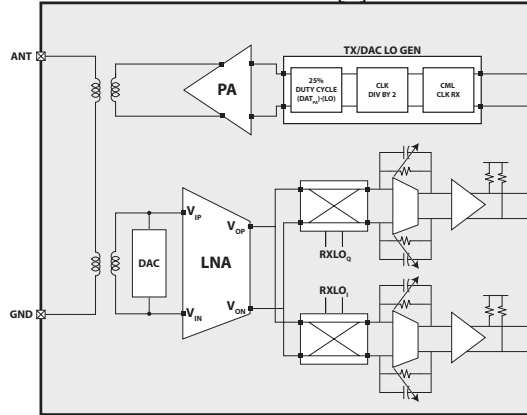 TX/DAC LO GEN
ANT
PA
25%
DUTY CYCLE
(DAT_PA)-(LO)
CLK
DIV BY 2
CML
CLK RX
V_IP
V_OP
DAC
LNA
RXLO_Q
RXLO_I
GND
V_IN
V_ON